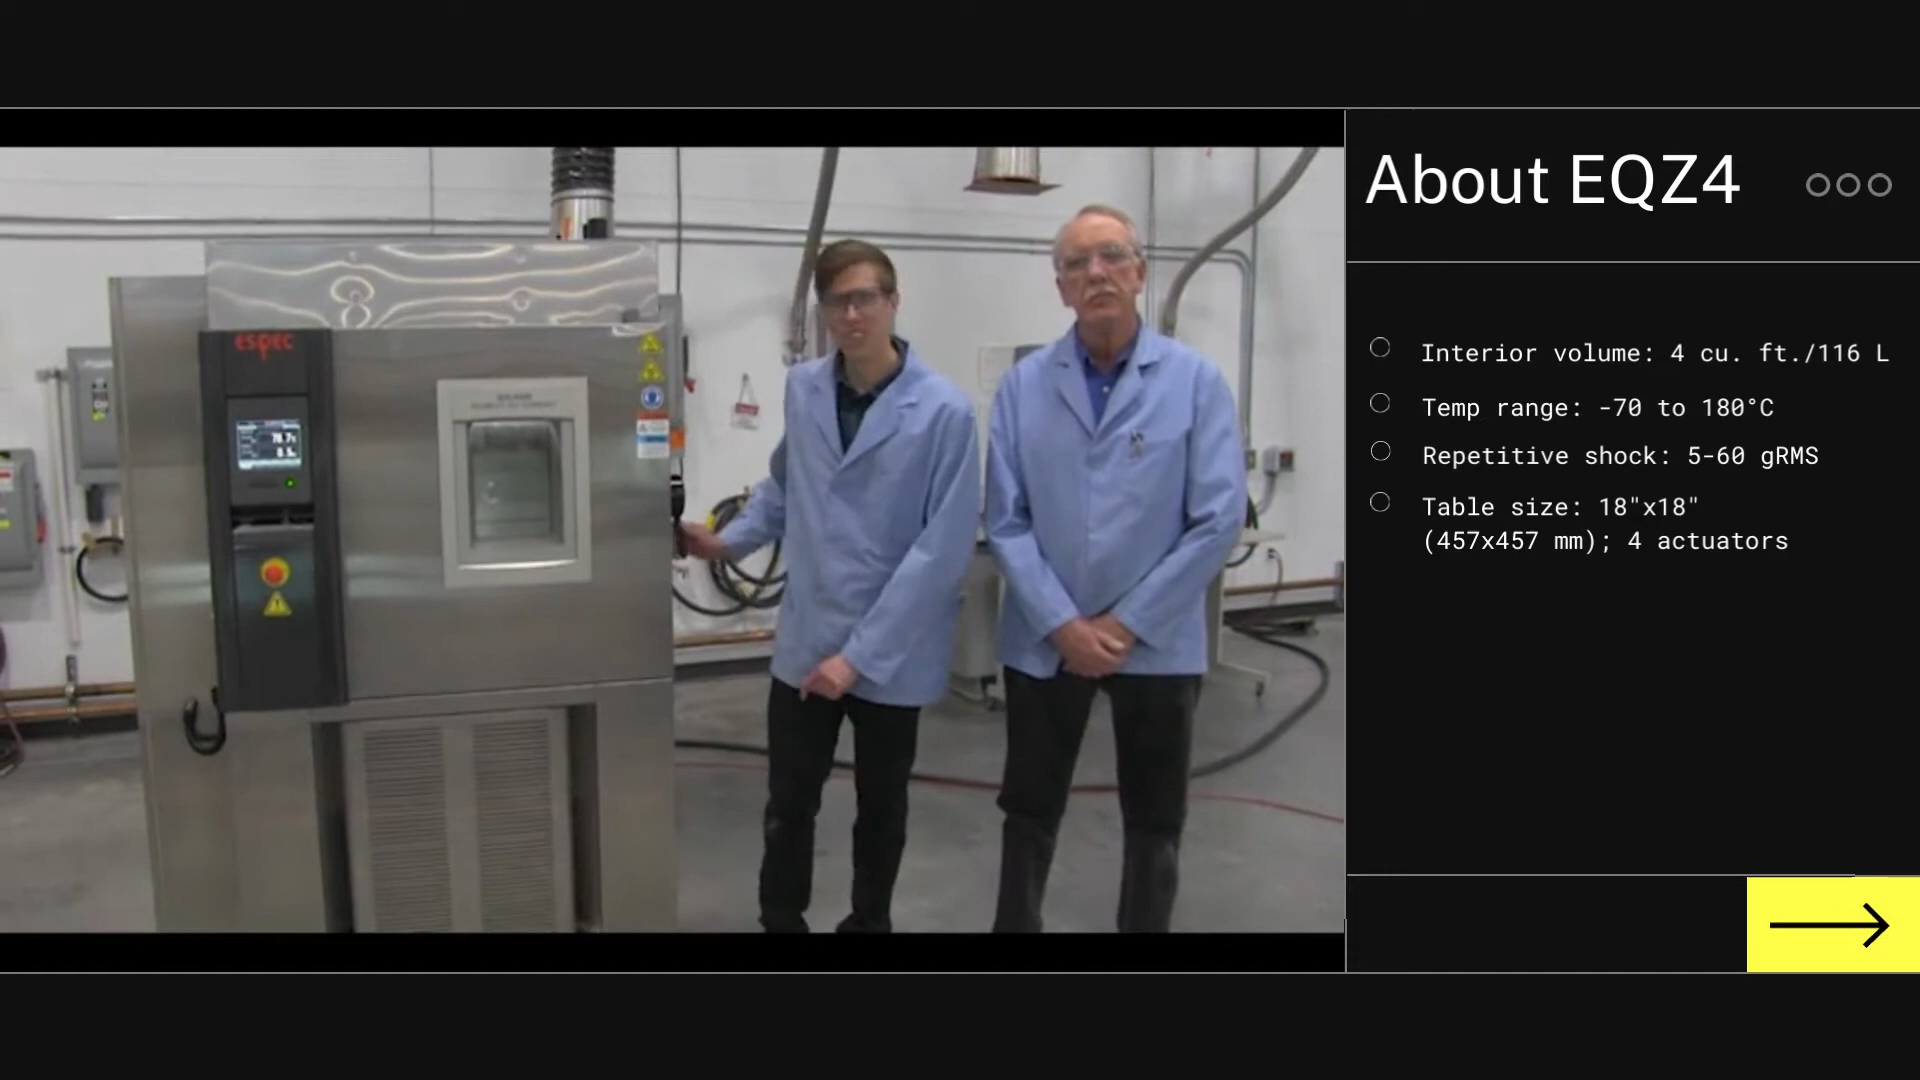 About EQZ4
ESPEC
Interior volume: 4 cu. ft./116 L
Temp range: -70 to 180°C
Repetitive shock: 5-60 gRMS
Table size: 18"x18"
(457x457 mm); 4 actuators